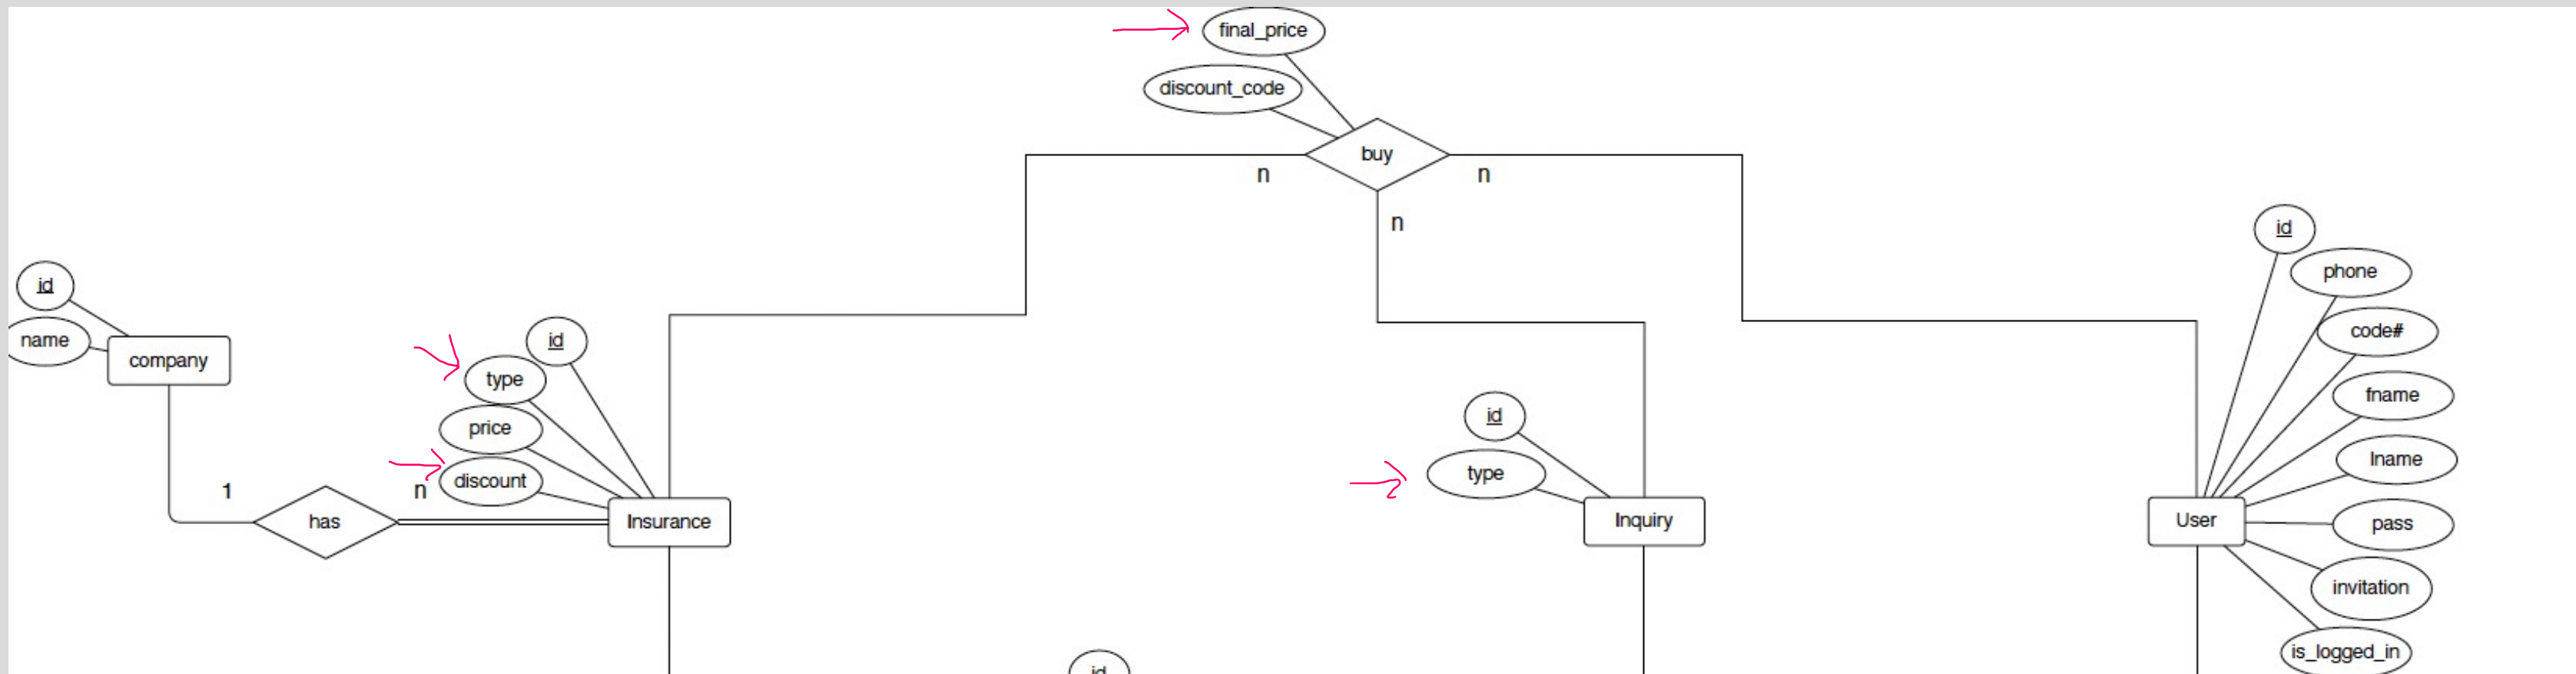 final_price
discount_code
buy
n
n
n
id
phone
code#
fname
lname
pass
invitation
is_logged_in
User
id
name
company
1
has
n
id
type
price
discount
Insurance
id
type
Inquiry
id